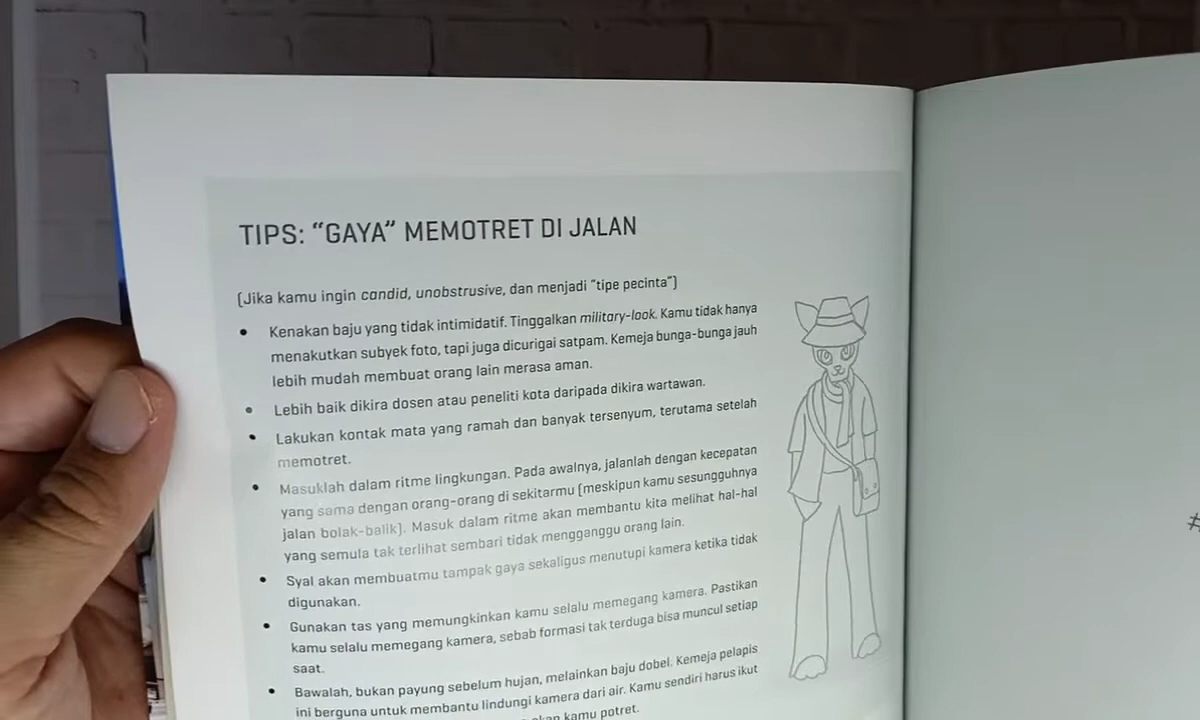 TIPS: “GAYA” MEMOTRET DI JALAN
(Jika kamu ingin candid, unobstrusive, dan menjadi “tipe pecinta”)
• Kenakan baju yang tidak intimidatif. Tinggalkan military-look. Kamu tidak hanya
menakutkan subyek foto, tapi juga dicurigai satpam. Kemeja bunga-bunga jauh
lebih mudah membuat orang lain merasa aman.
• Lebih baik dikira dosen atau peneliti kota daripada dikira wartawan.
• Lakukan kontak mata yang ramah dan banyak tersenyum, terutama setelah
memotret.
• Masuklah dalam ritme lingkungan. Pada awalnya, jalanlah dengan kecepatan
yang sama dengan orang-orang di sekitarmu (meskipun kamu sesungguhnya
jalan bolak-balik). Masuk dalam ritme akan membantu kita melihat hal-hal
yang semula tak terlihat sembari tidak mengganggu orang lain.
• Syal akan membuatmu tampak gaya sekaligus menutupi kamera ketika tidak
digunakan.
• Gunakan tas yang memungkinkan kamu selalu memegang kamera. Pastikan
kamu selalu memegang kamera, sebab formasi tak terduga bisa muncul setiap
saat.
• Bawalah, bukan payung sebelum hujan, melainkan baju dobel. Kemeja pelapis
ini berguna untuk membantu lindungi kamera dari air. Kamu sendiri harus ikut
kamu potret.
#